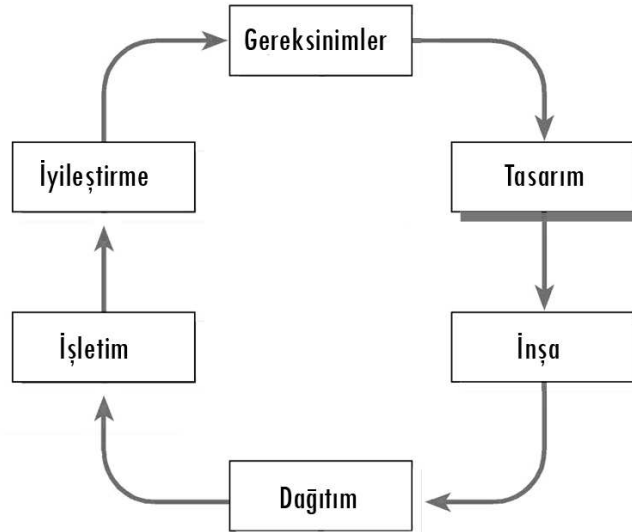 Gereksinimler
İyileştirme
Tasarım
İşletim
İnşa
Dağıtım